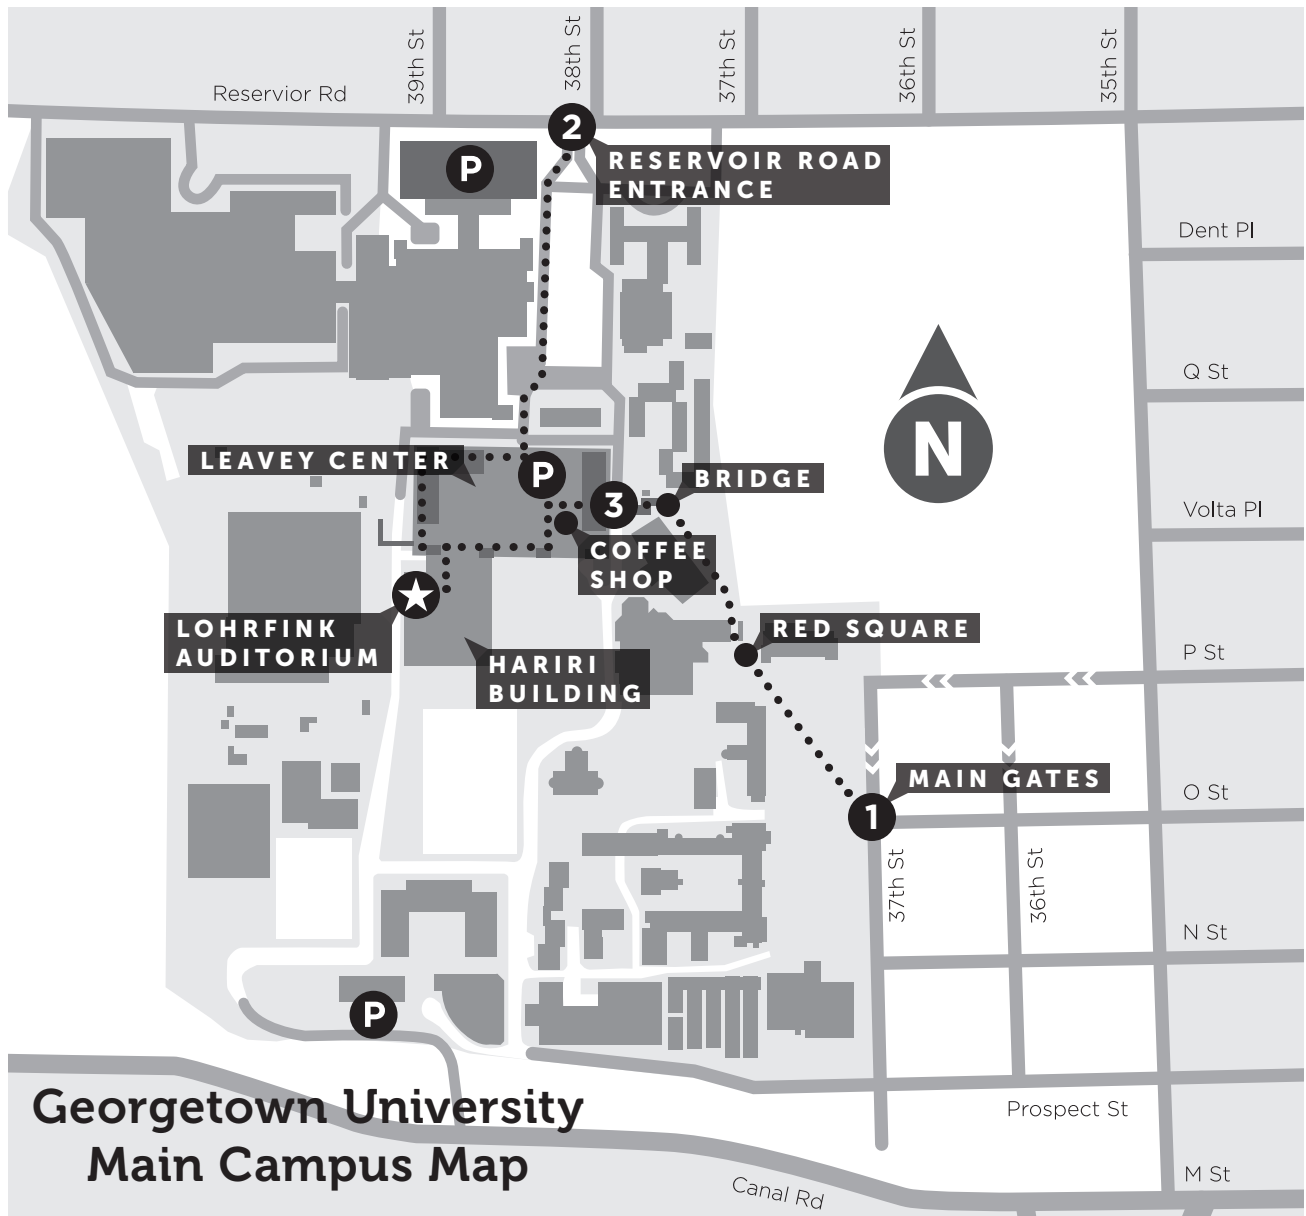 39th St
38th St
37th St
36th St
35th St
Reservior Rd
2
P
RESERVOIR ROAD
ENTRANCE
Dent Pl
Q St
N
LEAVEY CENTER
P
BRIDGE
3
Volta Pl
COFFEE
SHOP
LOHRFINK
AUDITORIUM
RED SQUARE
HARIRI
BUILDING
P St
MAIN GATES
1
O St
37th St
36th St
N St
P
Georgetown University
Main Campus Map
Prospect St
Canal Rd
M St